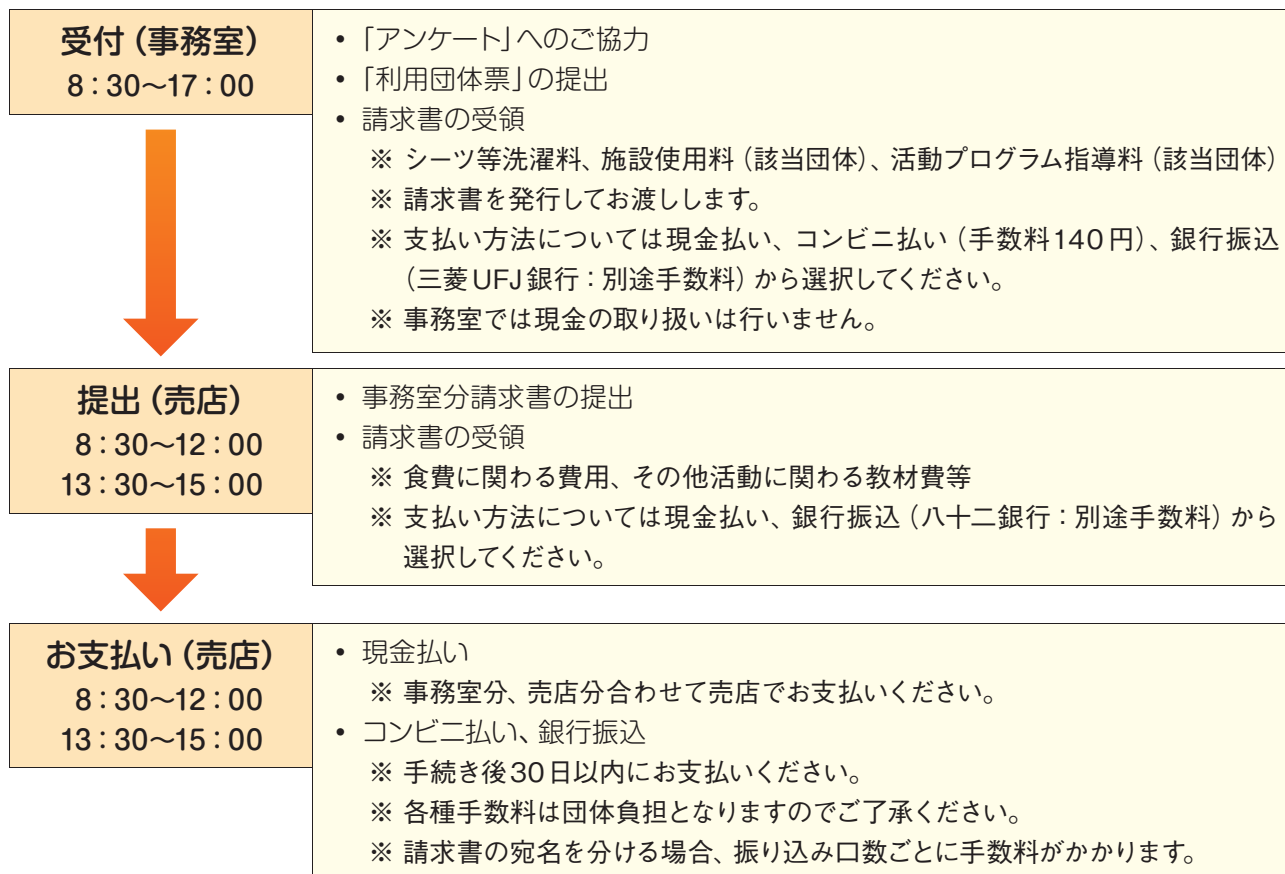 受付（事務室）
8：30～17：00
• 「アンケート」へのご協力
• 「利用団体票」の提出
• 請求書の受領
※ シーツ等洗濯料、施設使用料（該当団体）、活動プログラム指導料（該当団体）
※ 請求書を発行してお渡しします。
※ 支払い方法については現金払い、コンビニ払い（手数料140円）、銀行振込
（三菱UFJ銀行：別途手数料）から選択してください。
※ 事務室では現金の取り扱いは行いません。
提出（売店）
8：30～12：00
13：30～15：00
• 事務室分請求書の提出
• 請求書の受領
※ 食費に関わる費用、その他活動に関わる教材費等
※ 支払い方法については現金払い、銀行振込（八十二銀行：別途手数料）から
選択してください。
お支払い（売店）
8：30～12：00
13：30～15：00
• 現金払い
※ 事務室分、売店分合わせて売店でお支払いください。
• コンビニ払い、銀行振込
※ 手続き後30日以内にお支払いください。
※ 各種手数料は団体負担となりますのでご了承ください。
※ 請求書の宛名を分ける場合、振り込み口数ごとに手数料がかかります。